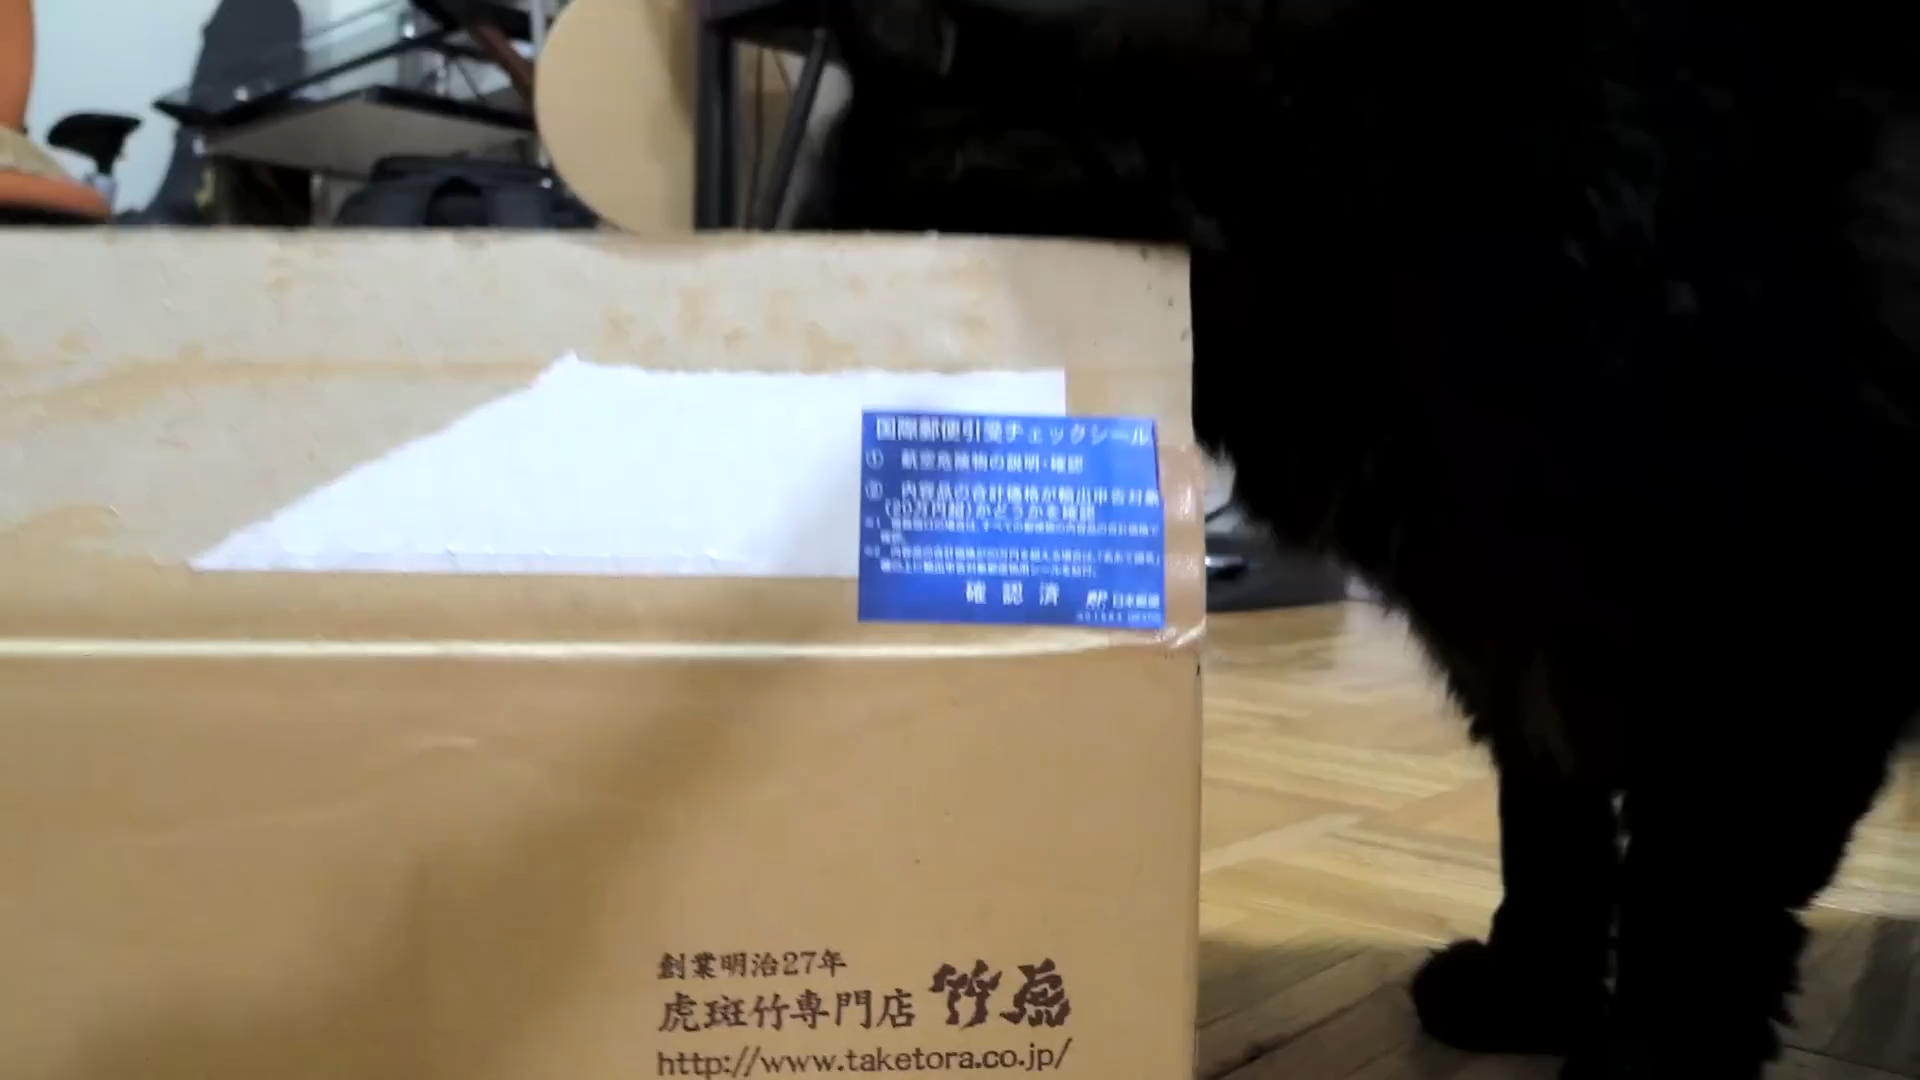 国際郵便引受チェックシール
① 航空危険物の説明・確認
② 内容品の合計価格が輸出申告対象
(20万円超)かどうかを確認
確認済 日本郵便
創業明治27年
虎斑竹専門店 竹虎
http://www.taketora.co.jp/